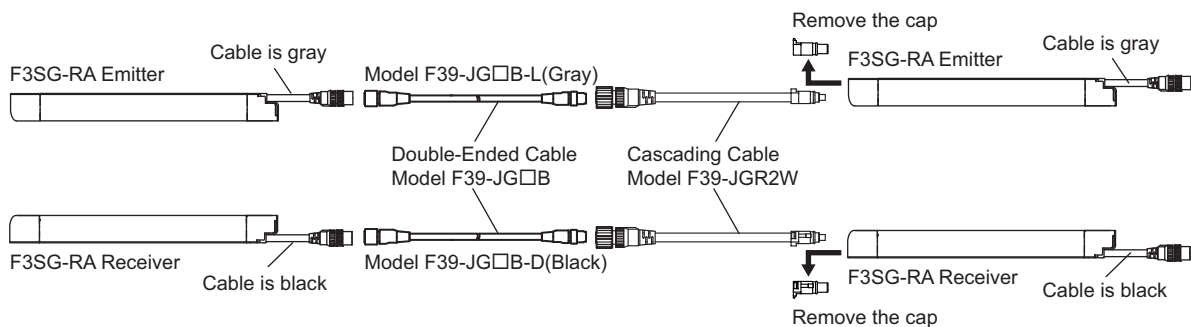 Remove the cap
Cable is gray
F3SG-RA Emitter
Model F39-JG□B-L(Gray)
F3SG-RA Emitter
Cable is gray
Double-Ended Cable
Model F39-JG□B
Cascading Cable
Model F39-JGR2W
F3SG-RA Receiver
Cable is black
Model F39-JG□B-D(Black)
F3SG-RA Receiver
Cable is black
Remove the cap